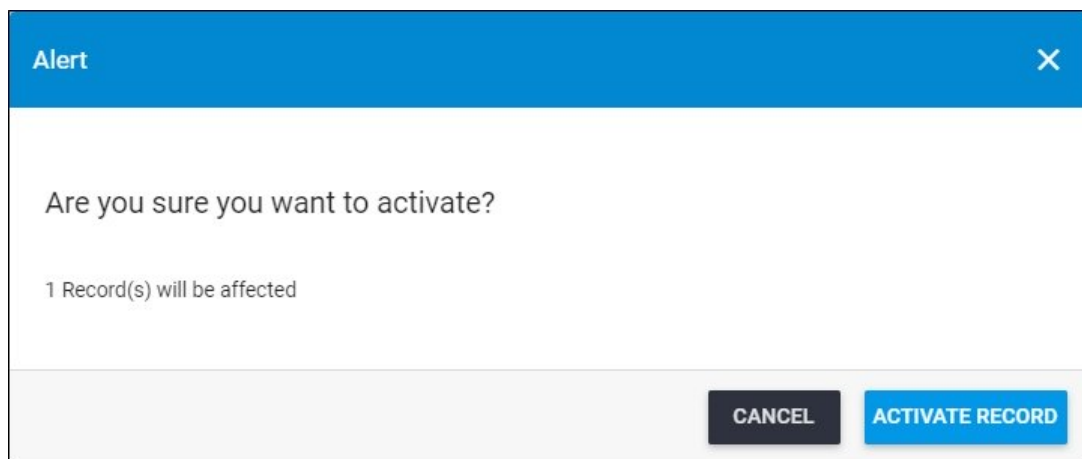 Alert
Are you sure you want to activate?
1 Record(s) will be affected
CANCEL ACTIVATE RECORD